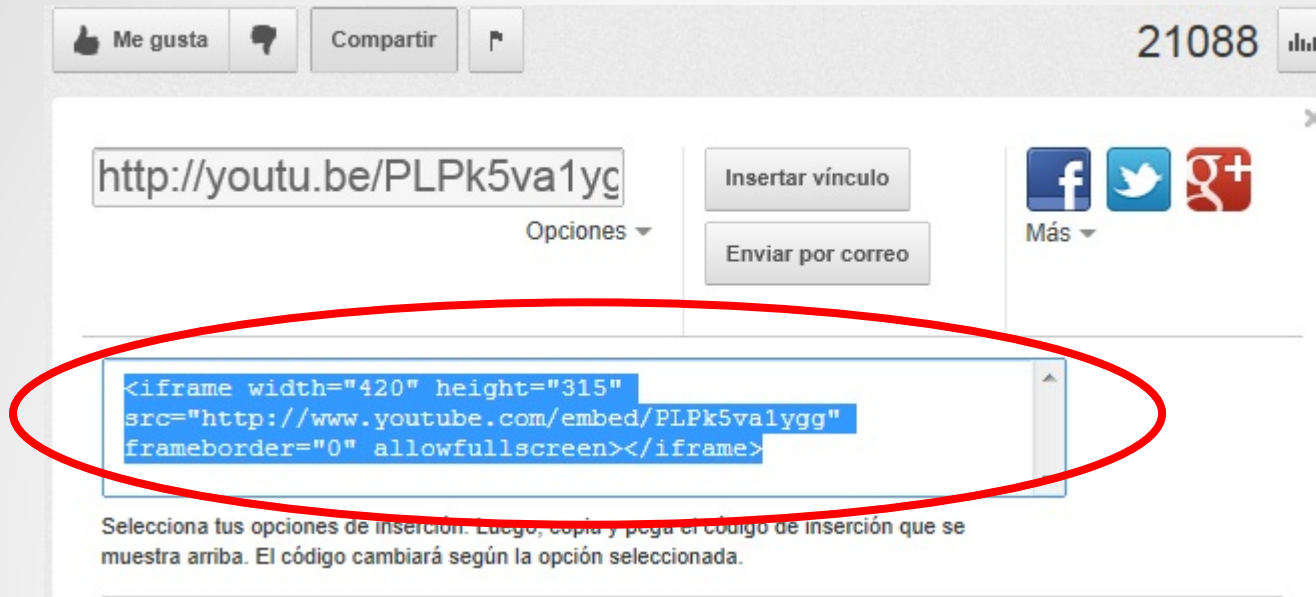 Me gusta Compartir 21088
http://youtu.be/PLPk5va1yg
Insertar vínculo
Opciones
Enviar por correo
Más
<iframe width="420" height="315"
src="http://www.youtube.com/embed/PLPk5va1ygg"
frameborder="0" allowfullscreen></iframe>
Selecciona tus opciones de inserción. Luego, copia y pega el código de inserción que se
muestra arriba. El código cambiará según la opción seleccionada.